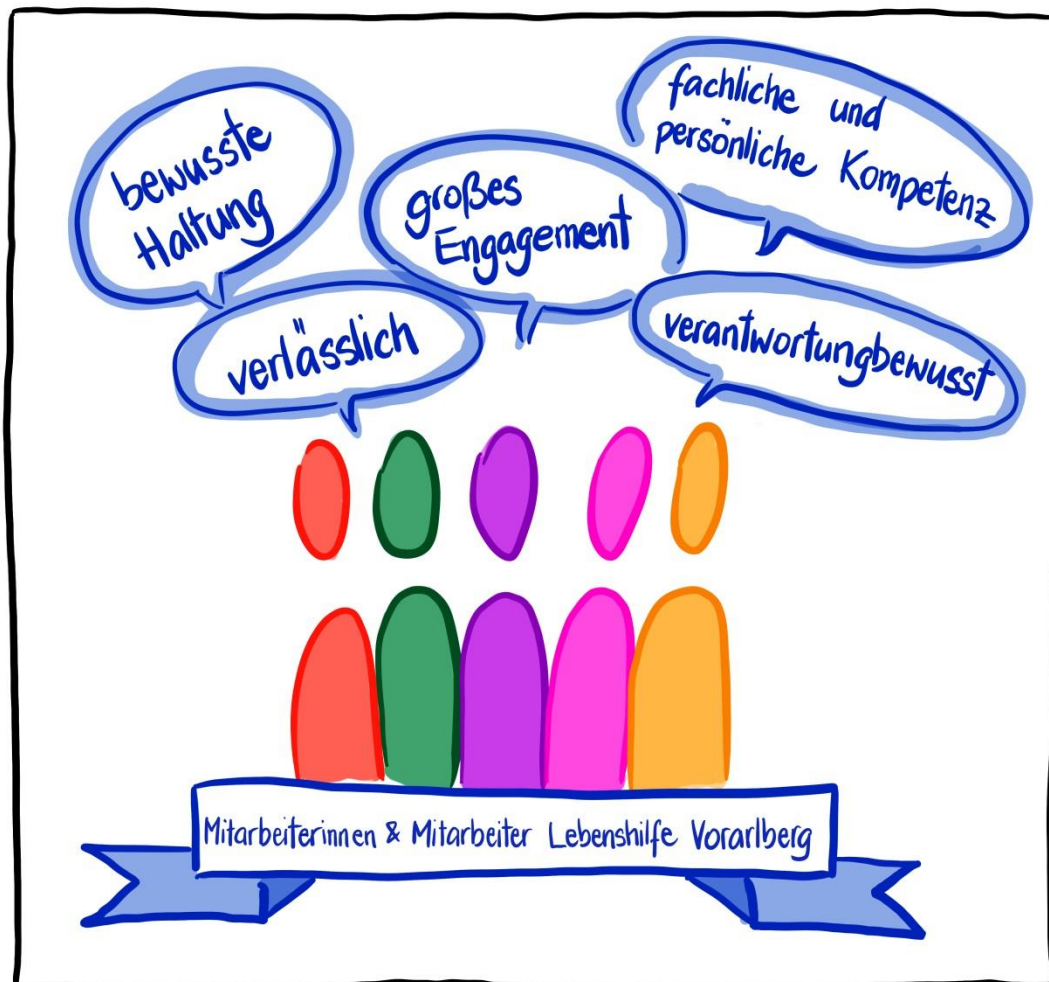 bewusste
Haltung
großes
Engagement
fachliche und
persönliche Kompetenz
verlässlich
verantwortungbewusst
Mitarbeiterinnen & Mitarbeiter Lebenshilfe Vorarlberg